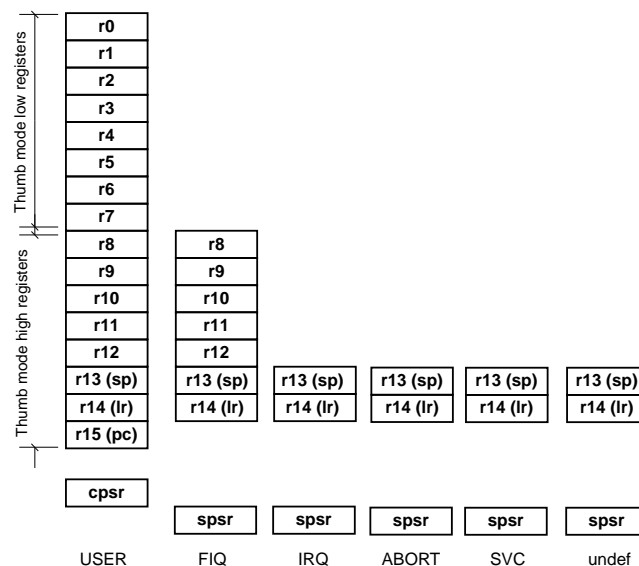 Thumb mode low registers
Thumb mode high registers
r0
r1
r2
r3
r4
r5
r6
r7
r8 r8
r9 r9
r10 r10
r11 r11
r12 r12
r13 (sp) r13 (sp) r13 (sp) r13 (sp) r13 (sp) r13 (sp)
r14 (lr) r14 (lr) r14 (lr) r14 (lr) r14 (lr) r14 (lr)
r15 (pc)
cpsr
spsr spsr spsr spsr spsr
USER FIQ IRQ ABORT SVC undef